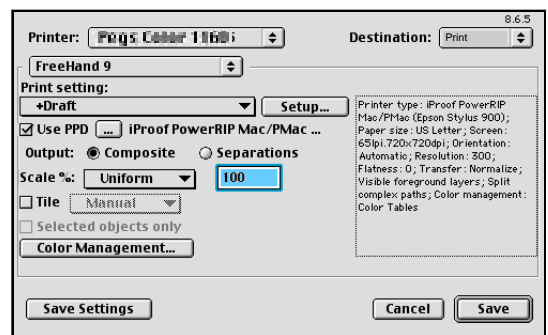 8.6.5
Printer: Destination: Print
FreeHand 9
Print setting:
+Draft Setup...
Use PPD ... iProof PowerRIP Mac/PMac ...
Output: Composite Separations
Scale %: Uniform 100
Tile Manual
Selected objects only
Color Management...
Printer type: iProof PowerRIP
Mac/PMac (Epson Stylus 900);
Paper size: US Letter; Screen:
65lpi.720x720dpi; Orientation:
Automatic; Resolution: 300;
Flatness: 0; Transfer: Normalize;
Visible foreground layers; Split
complex paths; Color management:
Color Tables
Save Settings Cancel Save